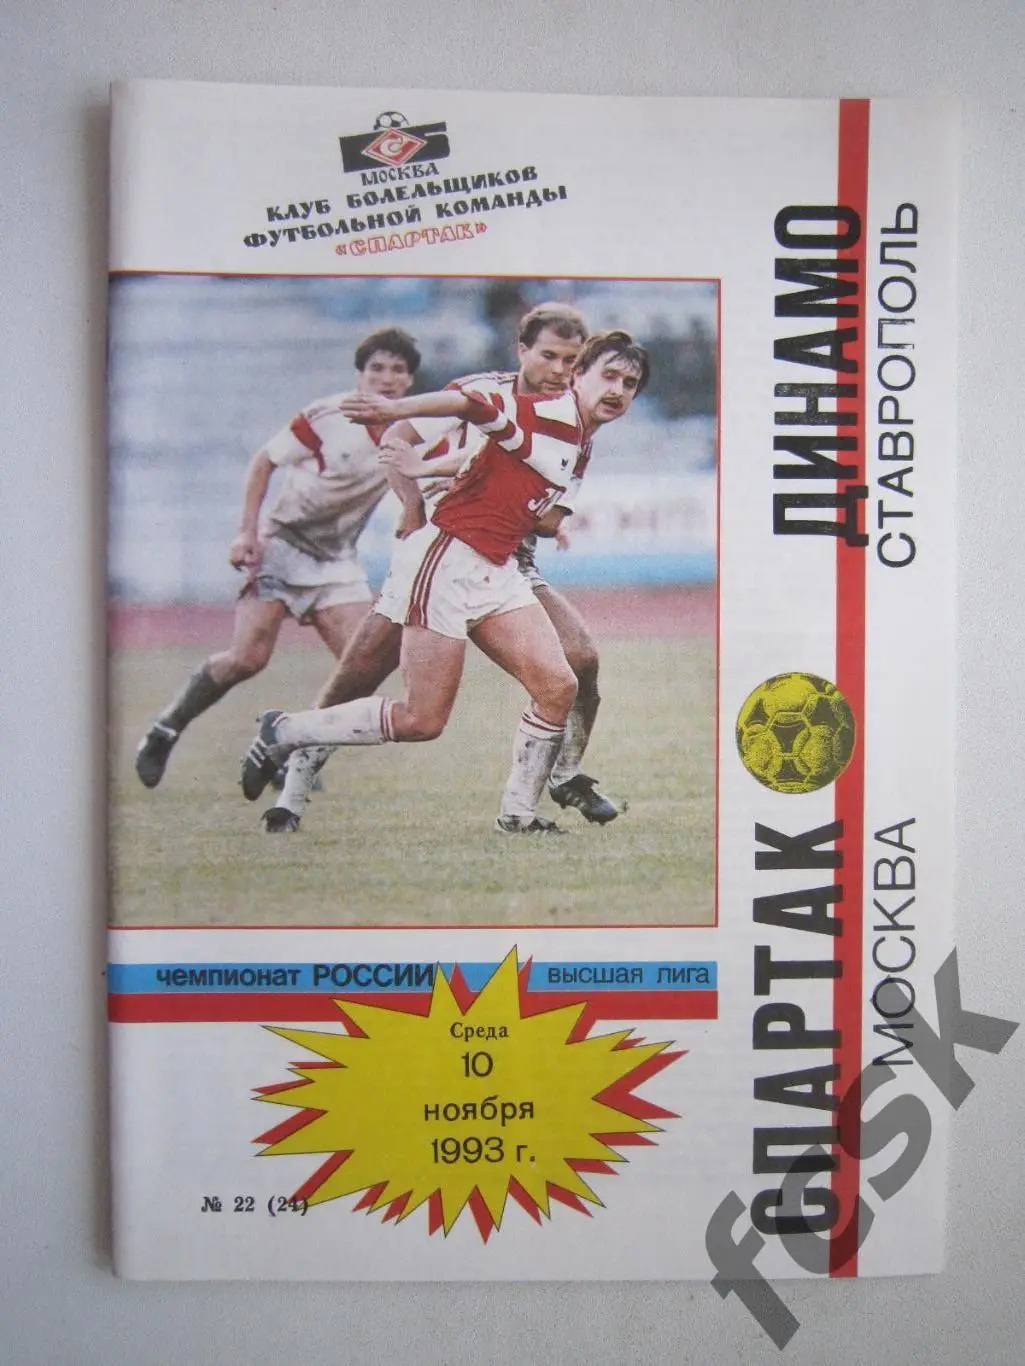 МОСКВА
КЛУБ БОЛЕЛЬЩИКОВ
ФУТБОЛЬНОЙ КОМАНДЫ
«СПАРТАК»
СПАРТАК ДИНАМО
МОСКВА СТАВРОПОЛЬ
чемпионат РОССИИ высшая лига
Среда
10
ноября
1993 г.
№ 22 (24)
fcsk